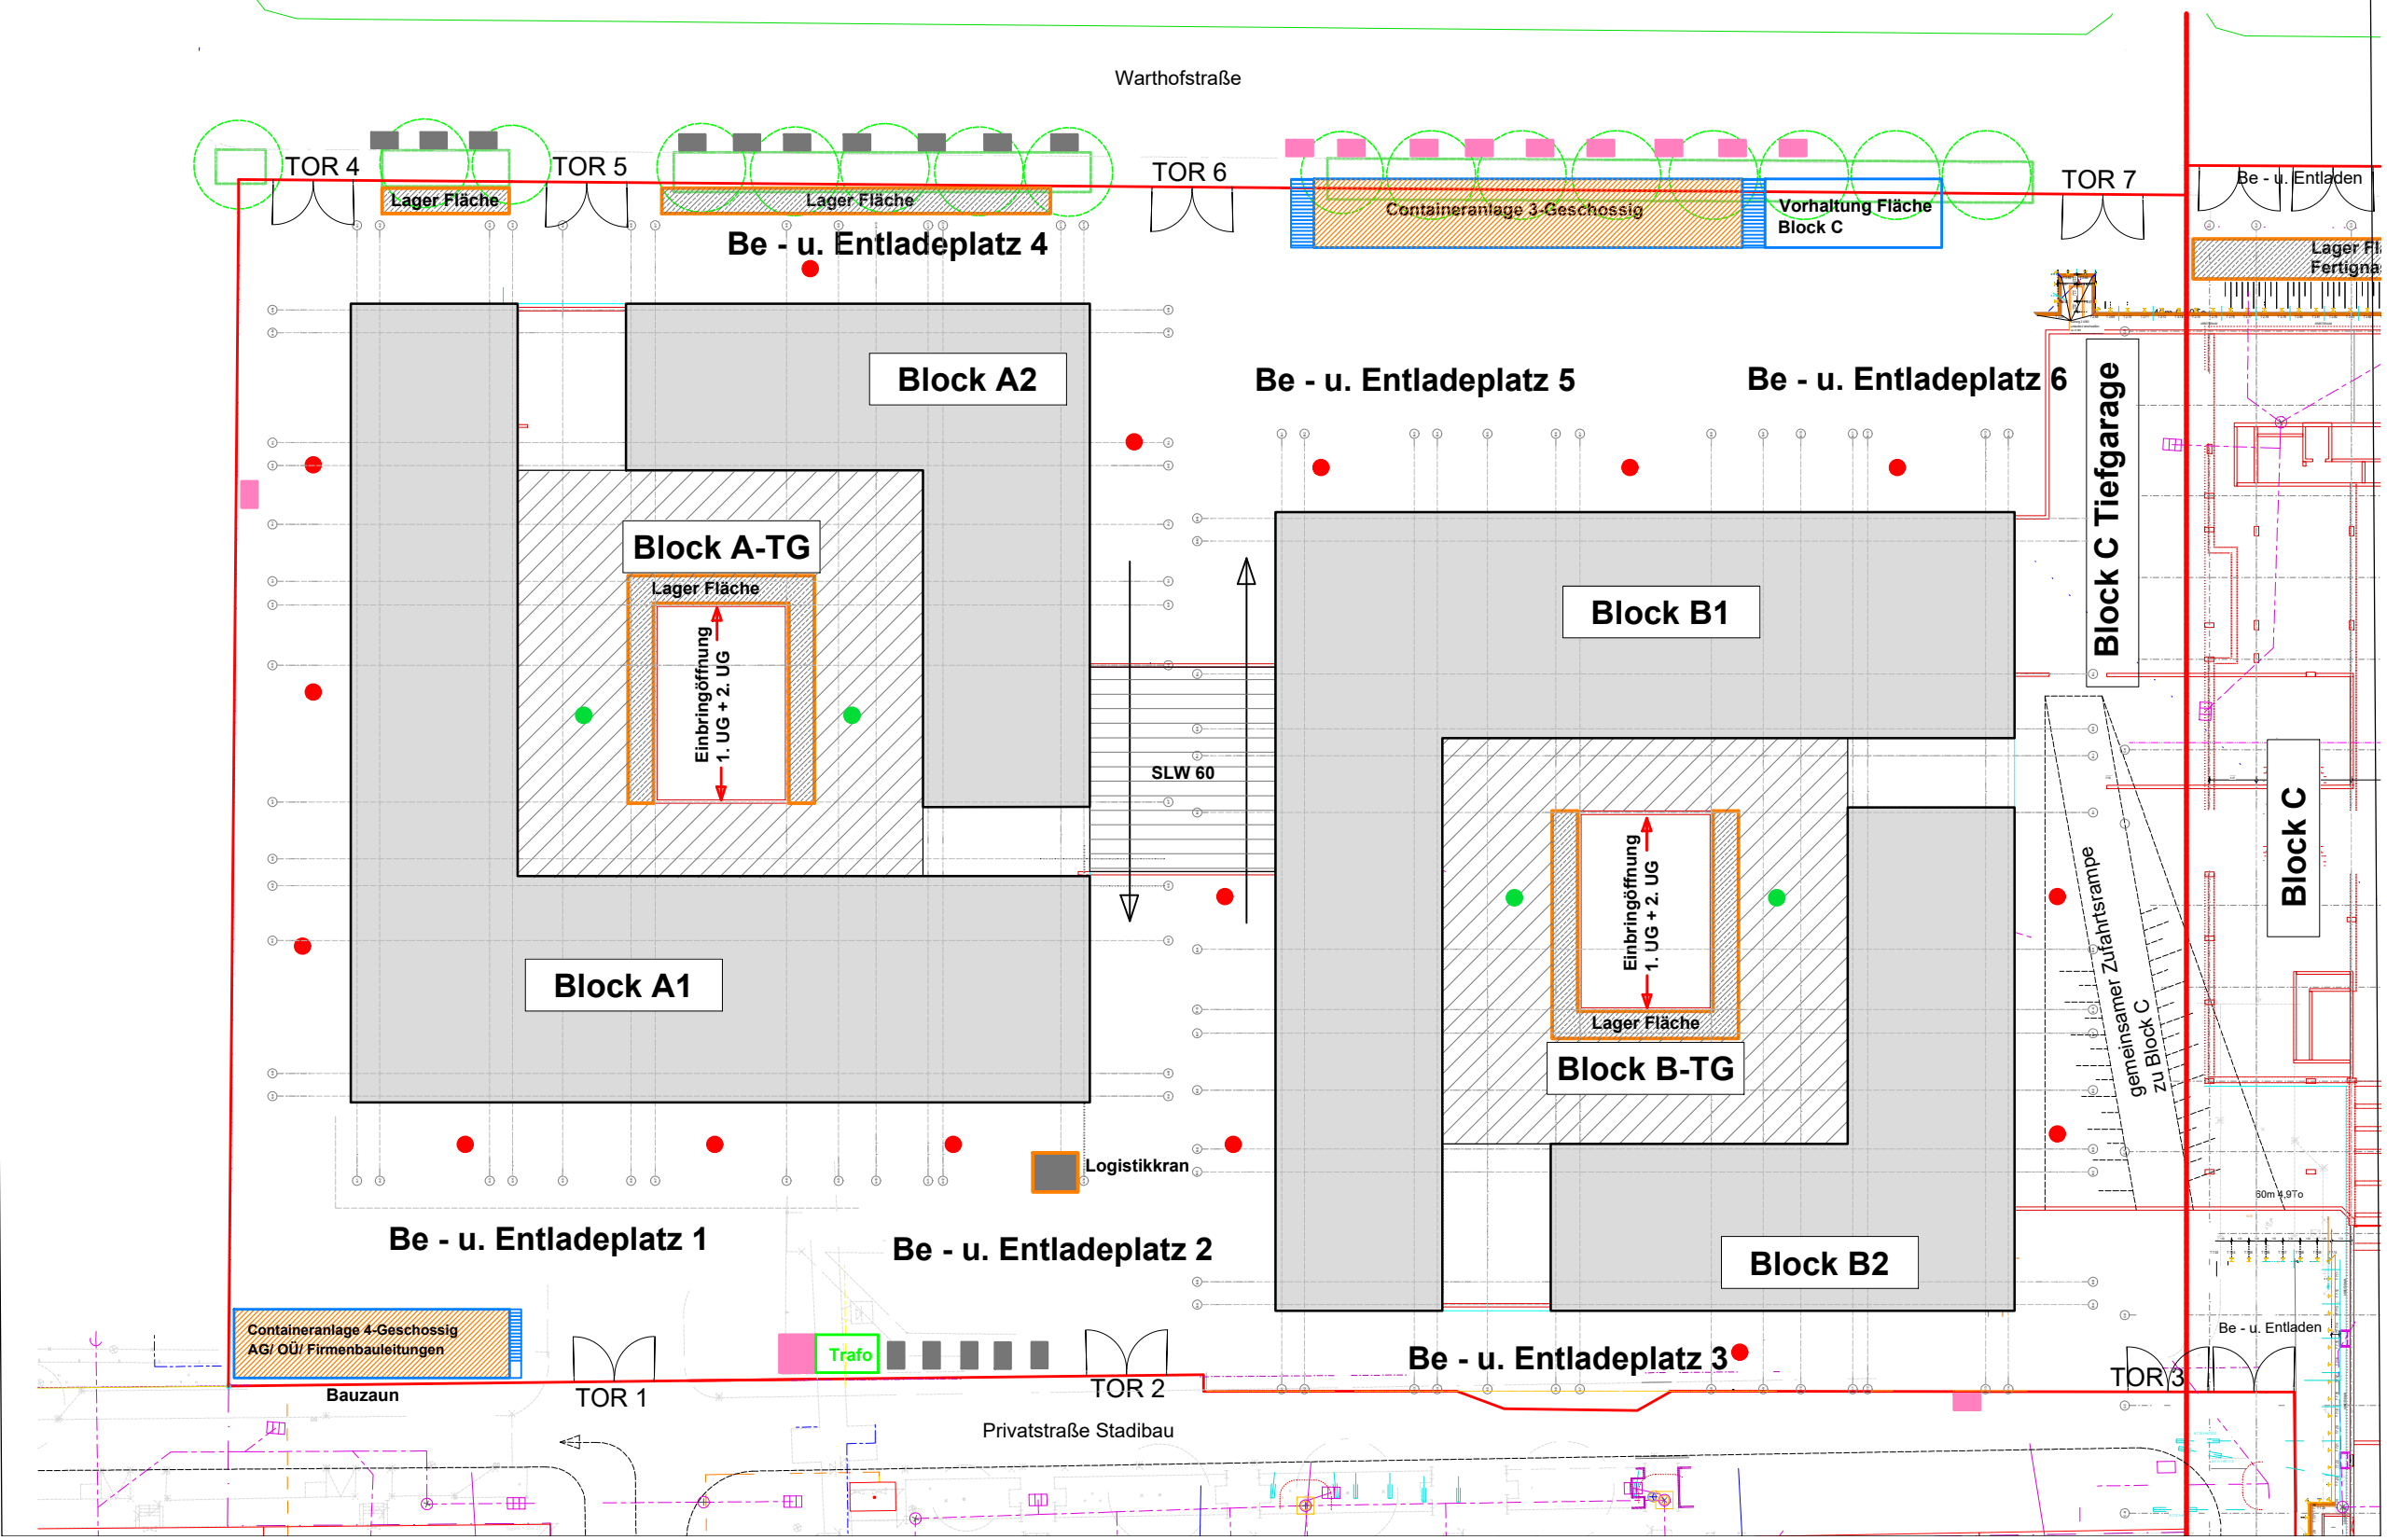 Warthofstraße
TOR 4
TOR 5
TOR 6
TOR 7
Be - u. Entladen
Lager Fläche
Lager Fläche
Containeranlage 3-Geschossig
Vorhaltung Fläche
Block C
Be - u. Entladeplatz 4
Block A2
Be - u. Entladeplatz 5
Be - u. Entladeplatz 6
Block C Tiefgarage
Block A-TG
Lager Fläche
Einbringöffnung
1. UG + 2. UG
Block B1
SLW 60
Block C
Einbringöffnung
1. UG + 2. UG
Lager Fläche
Block B-TG
gemeinsamer Zufahrtsrampe
zu Block C
Block A1
Logistikkran
60m 4,9To
Be - u. Entladeplatz 1
Be - u. Entladeplatz 2
Block B2
Containeranlage 4-Geschossig
AG/ OÜ/ Firmenbauleitungen
Trafo
Be - u. Entladeplatz 3
Be - u. Entladen
Bauzaun
TOR 1
TOR 2
TOR 3
Privatstraße Stadibau